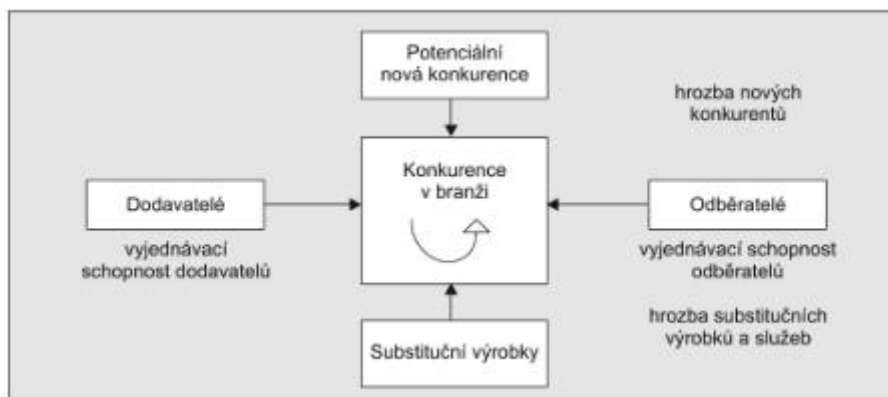 Potenciální
nová konkurence
hrozba nových
konkurentů
Konkurence
v branži
Dodavatelé
Odběratelé
vyjednávací
schopnost dodavatelů
vyjednávací schopnost
odběratelů
hrozba substitučních
výrobků a služeb
Substituční výrobky